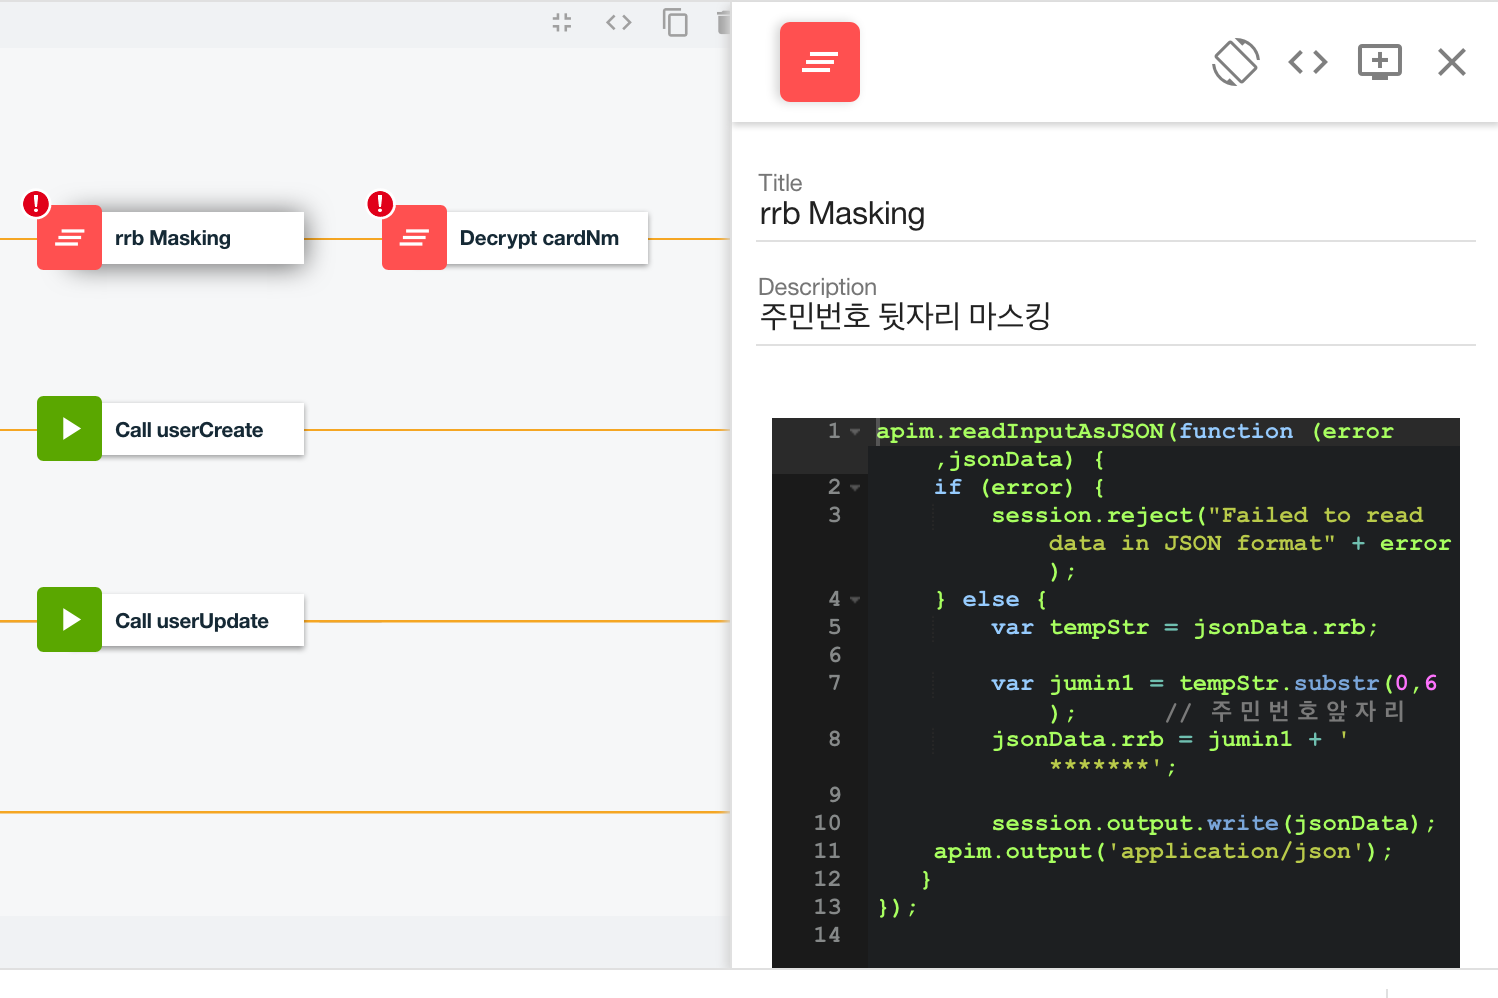 rrb Masking
Decrypt cardNm
Call userCreate
Call userUpdate
Title
rrb Masking
Description
주민번호 뒷자리 마스킹
1 apim.readInputAsJSON(function (error
,jsonData) {
2 if (error) {
3 session.reject("Failed to read
data in JSON format" + error
);
4 } else {
5 var tempStr = jsonData.rrb;
6
7 var jumin1 = tempStr.substr(0,6
); // 주민번호앞자리
8 jsonData.rrb = jumin1 + '
*******';
9
10 session.output.write(jsonData);
11 apim.output('application/json');
12 }
13 });
14